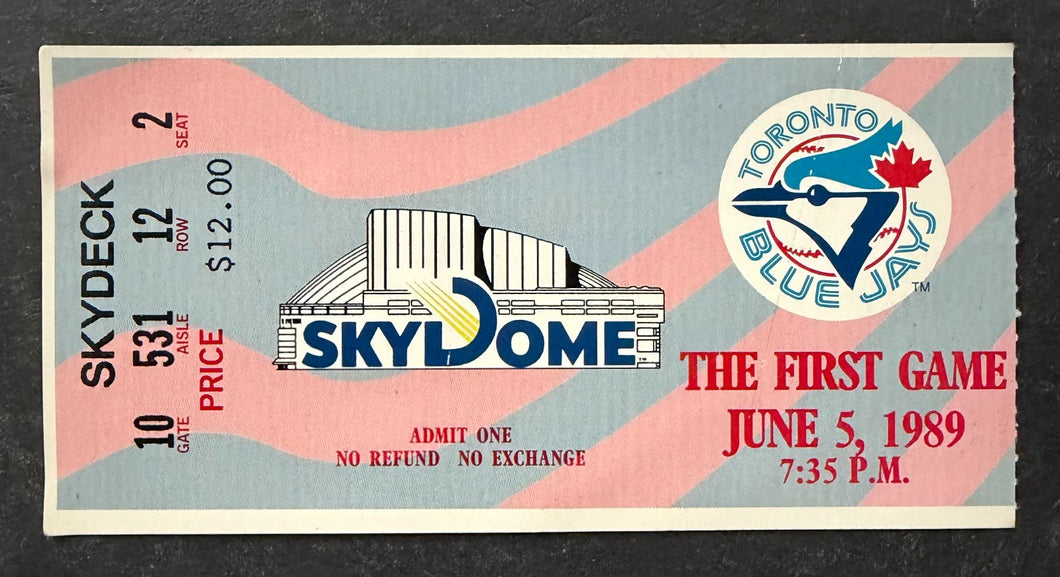 SKYDECK
10 531 12 2
GATE AISLE ROW SEAT
PRICE $12.00
SKYDOME
TM
ADMIT ONE
NO REFUND NO EXCHANGE
TORONTO
BLUE JAYS
TM
THE FIRST GAME
JUNE 5, 1989
7:35 P.M.